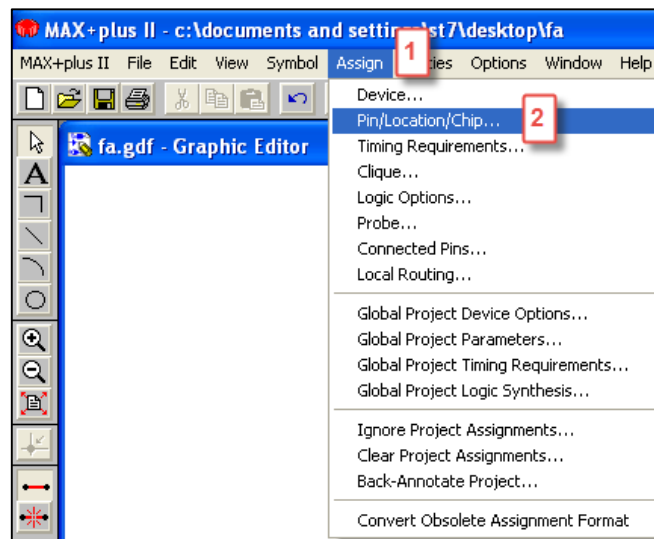 MAX+plus II - c:\documents and settings\st7\desktop\fa
MAX+plus II File Edit View Symbol Assign 1 Options Window Help
Device...
Pin/Location/Chip... 2
fa.gdf - Graphic Editor
Timing Requirements...
A
Clique...
Logic Options...
Probe...
Connected Pins...
Local Routing...
Global Project Device Options...
Global Project Parameters...
Global Project Timing Requirements...
Global Project Logic Synthesis...
Ignore Project Assignments...
Clear Project Assignments...
Back-Annotate Project...
Convert Obsolete Assignment Format